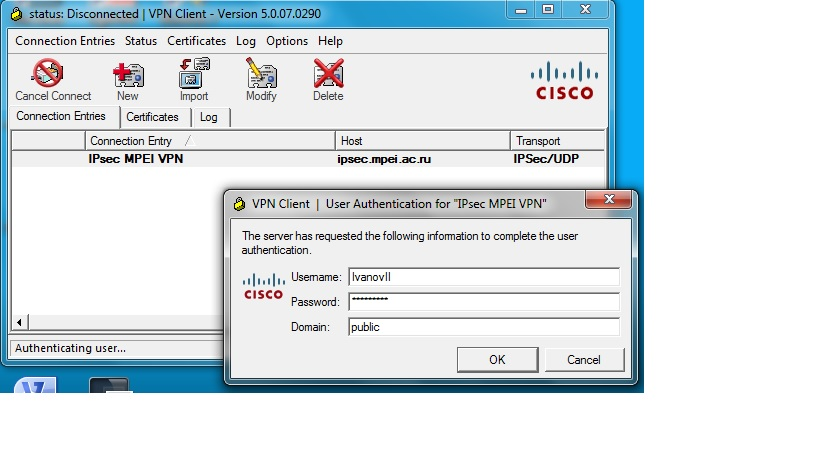 status: Disconnected | VPN Client - Version 5.0.07.0290
Connection Entries Status Certificates Log Options Help
Cancel Connect New Import Modify Delete
CISCO
Connection Entries Certificates Log
Connection Entry Host Transport
IPsec MPEI VPN ipsec.mpei.ac.ru IPSec/UDP
VPN Client | User Authentication for "IPsec MPEI VPN"
The server has requested the following information to complete the user
authentication.
CISCO
Username: IvanovII
Password: *********
Domain: public
OK Cancel
Authenticating user...